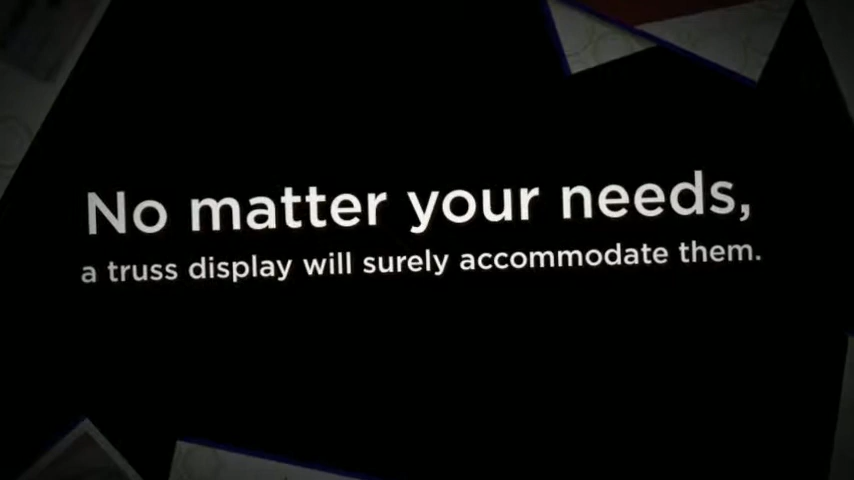 No matter your needs,
a truss display will surely accommodate them.